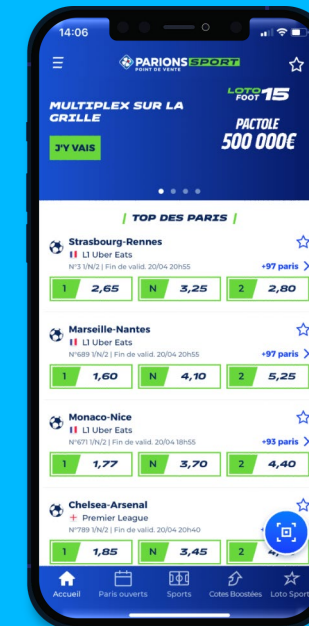 14:06
PARIONS SPORT
POINT DE VENTE
MULTIPLEX SUR LA
GRILLE
J'Y VAIS
LOTO
FOOT 15
PACTOLE
500 000€
TOP DES PARIS
Strasbourg-Rennes
L1 Uber Eats
N°3 1/N/2 | Fin de valid. 20/04 20h55
+97 paris
1 2,65 N 3,25 2 2,80
Marseille-Nantes
L1 Uber Eats
N°689 1/N/2 | Fin de valid. 20/04 20h55
+97 paris
1 1,60 N 4,10 2 5,25
Monaco-Nice
L1 Uber Eats
N°671 1/N/2 | Fin de valid. 20/04 18h55
+93 paris
1 1,77 N 3,70 2 4,40
Chelsea-Arsenal
Premier League
N°789 1/N/2 | Fin de valid. 20/04 20h40
1 1,85 N 3,45 2
Accueil Paris ouverts Sports Cotes Boostées Loto Sport